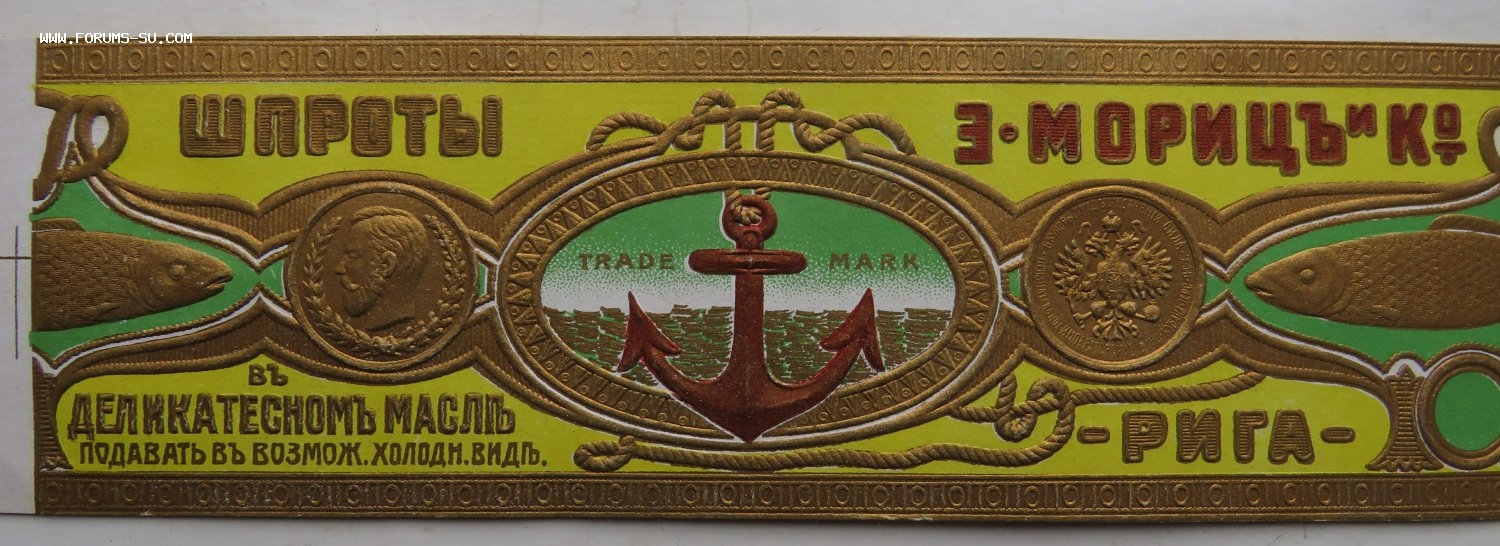 WWW.FORUMS-SU.COM
ШПРОТЫ
Э. МОРИЦЪ и Ко
TRADE MARK
ВЪ
ДЕЛИКАТЕСНОМЪ МАСЛѢ
ПОДАВАТЬ ВЪ ВОЗМОЖ. ХОЛОДН. ВИДѢ.
-РИГА-